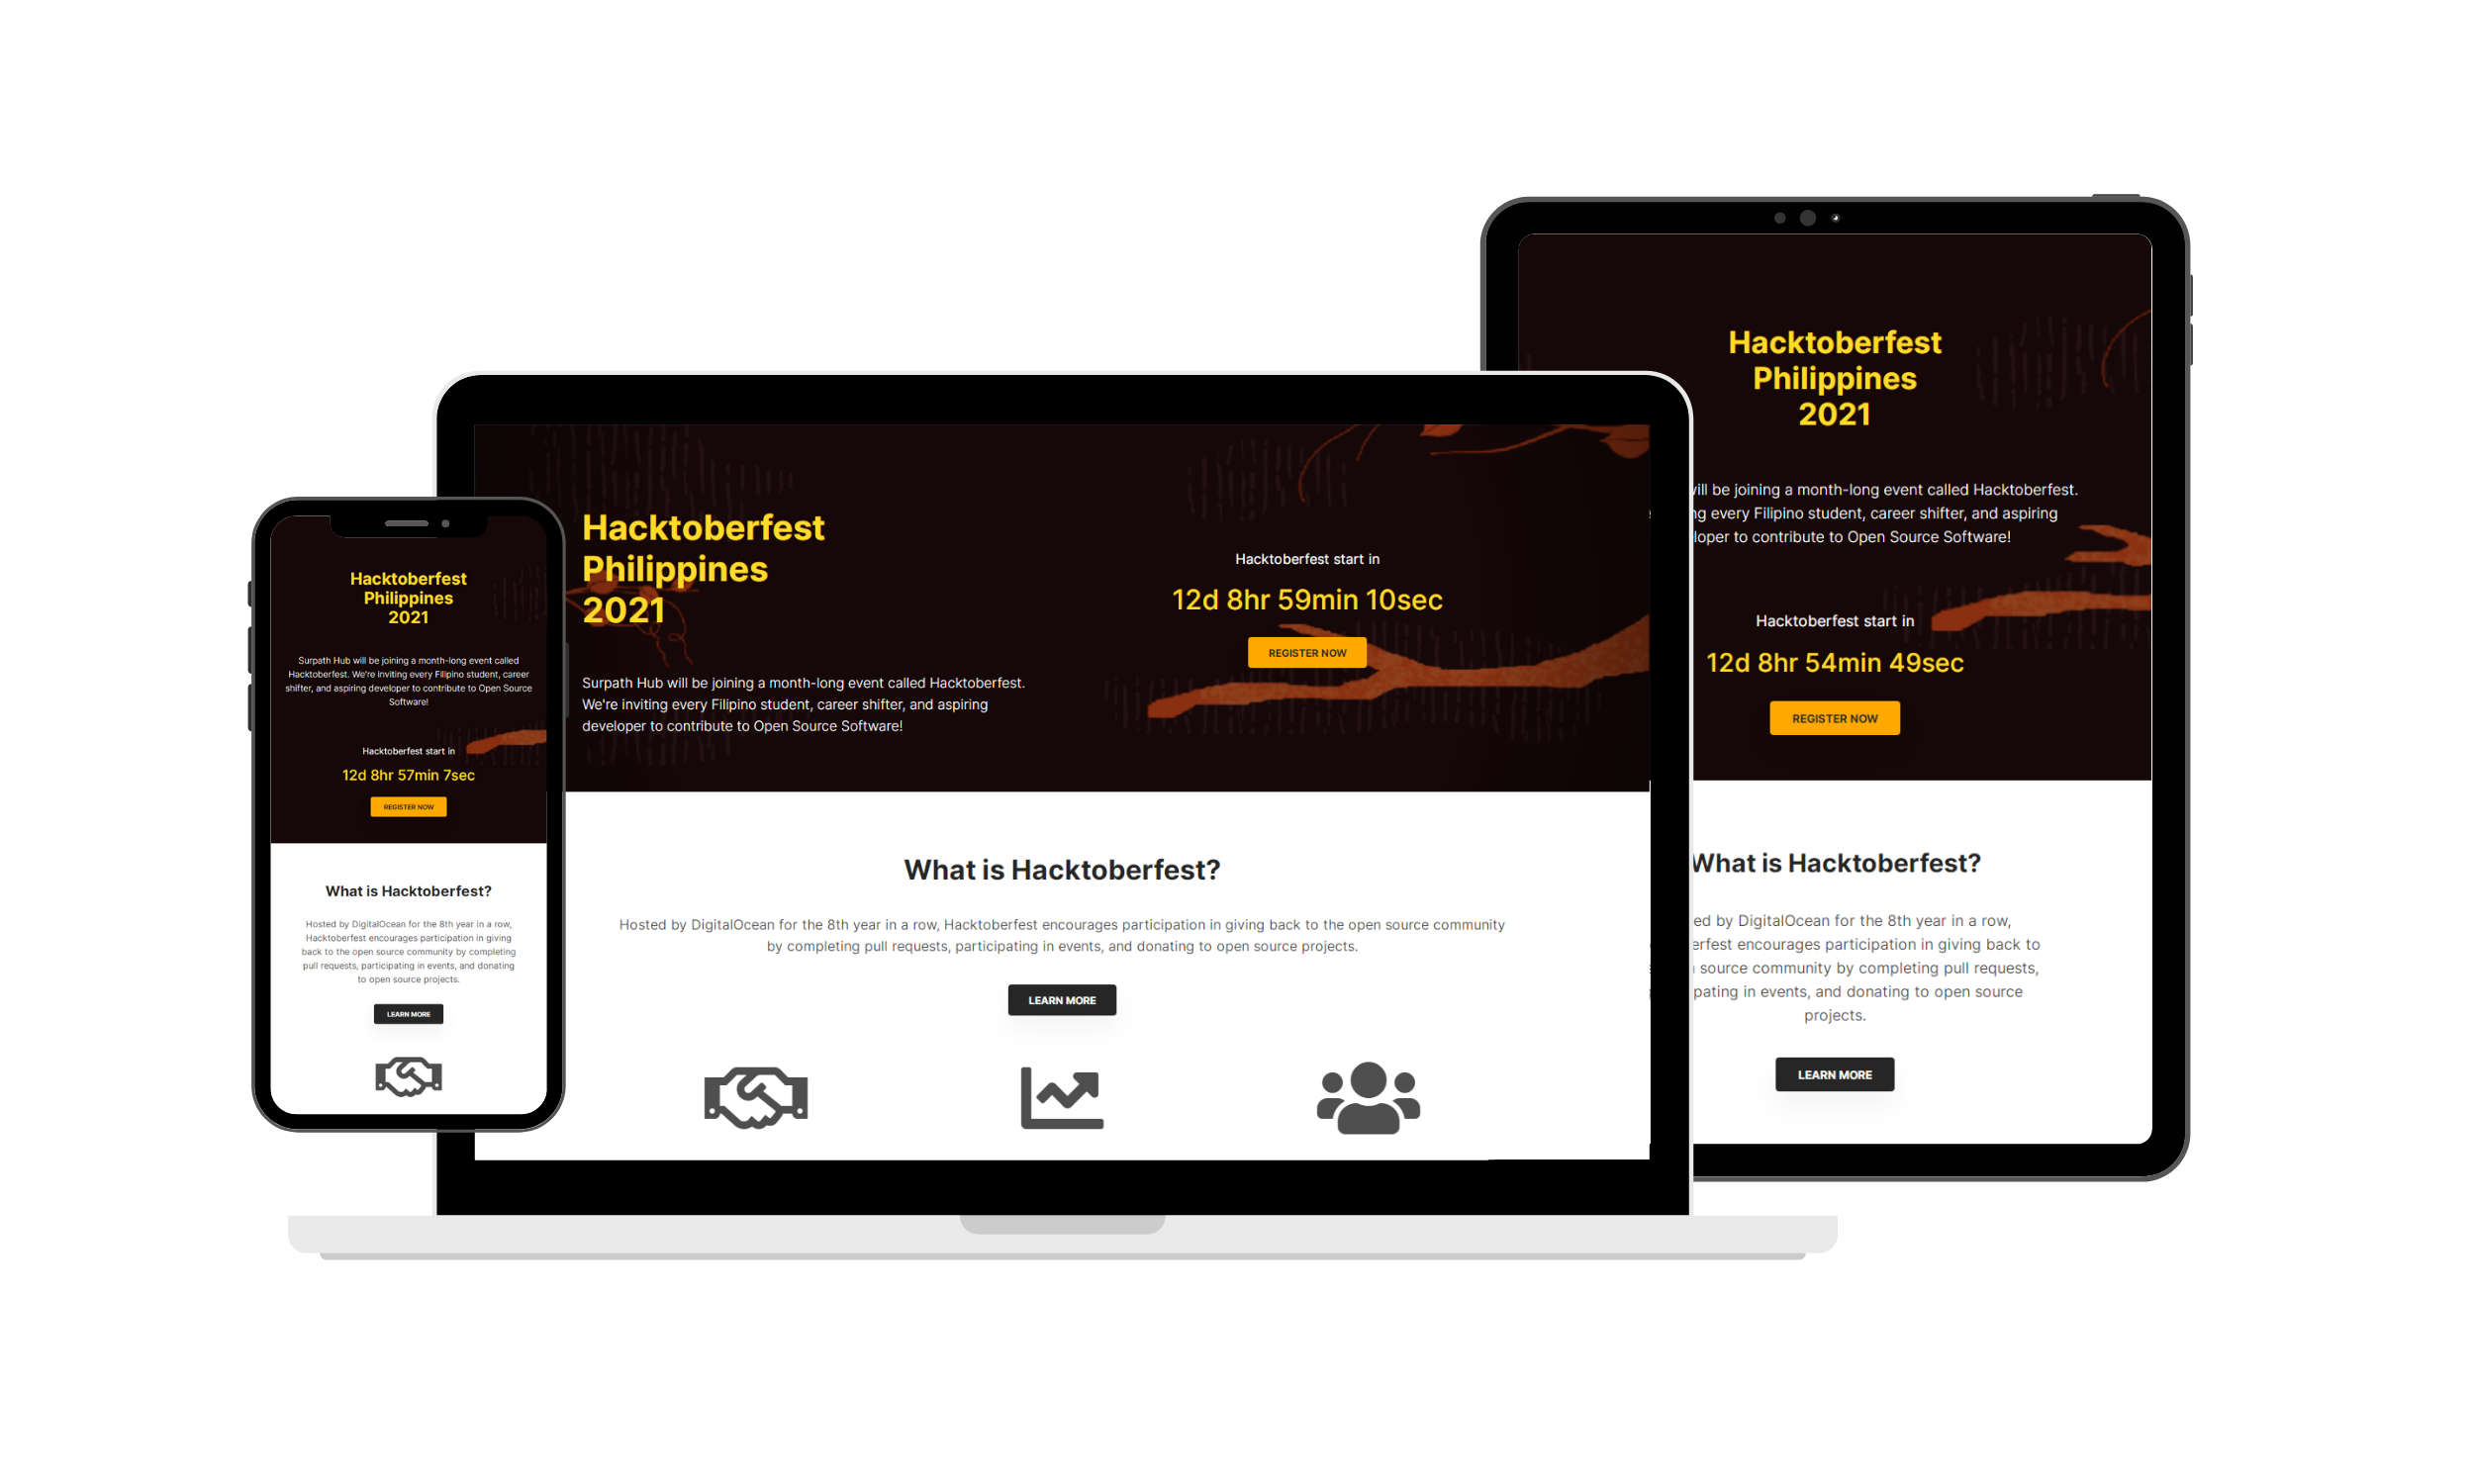 Hacktoberfest
Philippines
2021
Surpath Hub will be joining a month-long event called
Hacktoberfest. We're inviting every Filipino student, career
shifter, and aspiring developer to contribute to Open Source
Software!
Hacktoberfest start in
12d 8hr 57min 7sec
REGISTER NOW
What is Hacktoberfest?
Hosted by DigitalOcean for the 8th year in a row,
Hacktoberfest encourages participation in giving
back to the open source community by completing
pull requests, participating in events, and donating
to open source projects.
LEARN MORE
Hacktoberfest
Philippines
2021
Surpath Hub will be joining a month-long event called Hacktoberfest.
We're inviting every Filipino student, career shifter, and aspiring
developer to contribute to Open Source Software!
Hacktoberfest start in
12d 8hr 59min 10sec
REGISTER NOW
What is Hacktoberfest?
Hosted by DigitalOcean for the 8th year in a row, Hacktoberfest encourages participation in giving back to the open source community
by completing pull requests, participating in events, and donating to open source projects.
LEARN MORE
Hacktoberfest
Philippines
2021
will be joining a month-long event called Hacktoberfest.
ng every Filipino student, career shifter, and aspiring
loper to contribute to Open Source Software!
Hacktoberfest start in
12d 8hr 54min 49sec
REGISTER NOW
What is Hacktoberfest?
ed by DigitalOcean for the 8th year in a row,
erfest encourages participation in giving back to
source community by completing pull requests,
pating in events, and donating to open source
projects.
LEARN MORE